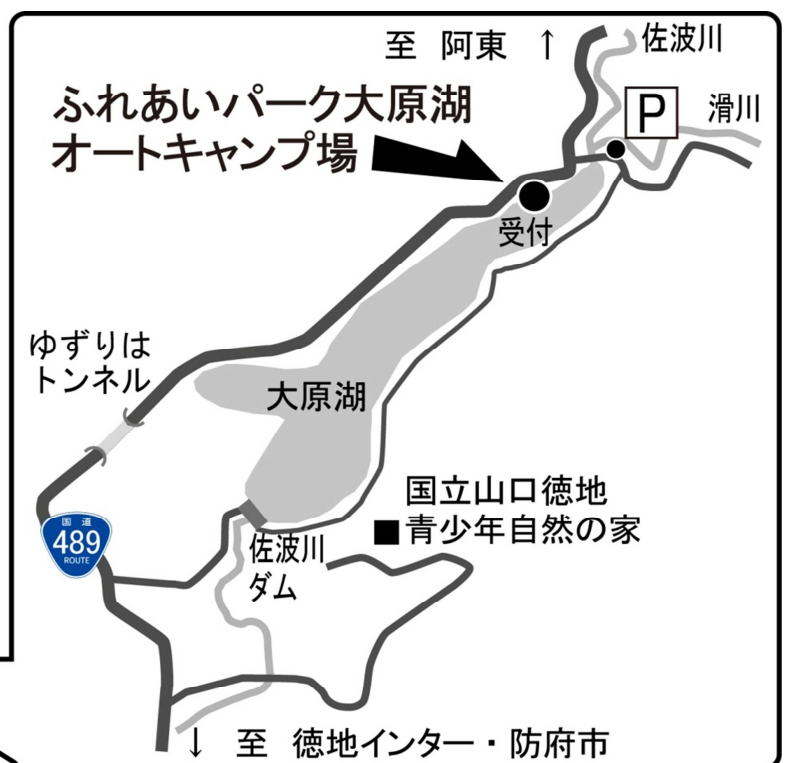 至 阿東 ↑
佐波川
ふれあいパーク大原湖
オートキャンプ場
P
滑川
受付
ゆずりは
トンネル
大原湖
国立山口徳地
■青少年自然の家
国道
489
ROUTE
佐波川
ダム
↓ 至 徳地インター・防府市